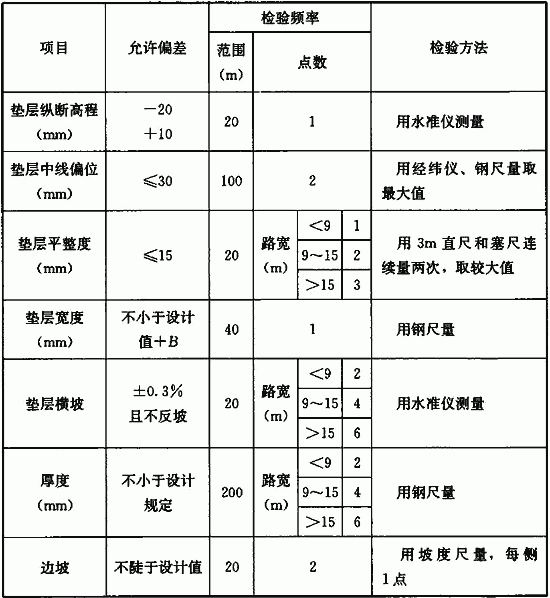 项目
允许偏差
检验频率
检验方法
范围
(m)
点数
垫层纵断高程
(mm)
－20
＋10
20
1
用水准仪测量
垫层中线偏位
(mm)
≤30
100
2
用经纬仪、钢尺量取
最大值
垫层平整度
(mm)
≤15
20
路宽
(m)
<9
1
9～15
2
>15
3
用 3m 直尺和塞尺连
续量两次，取较大值
垫层宽度
(mm)
不小于设计
值＋B
40
1
用钢尺量
垫层横坡
±0.3％
且不反坡
20
路宽
(m)
<9
2
9～15
4
>15
6
用水准仪测量
厚度
(mm)
不小于设计
规定
200
路宽
(m)
<9
2
9～15
4
>15
6
用钢尺量
边坡
不陡于设计值
20
2
用坡度尺量，每侧
1点